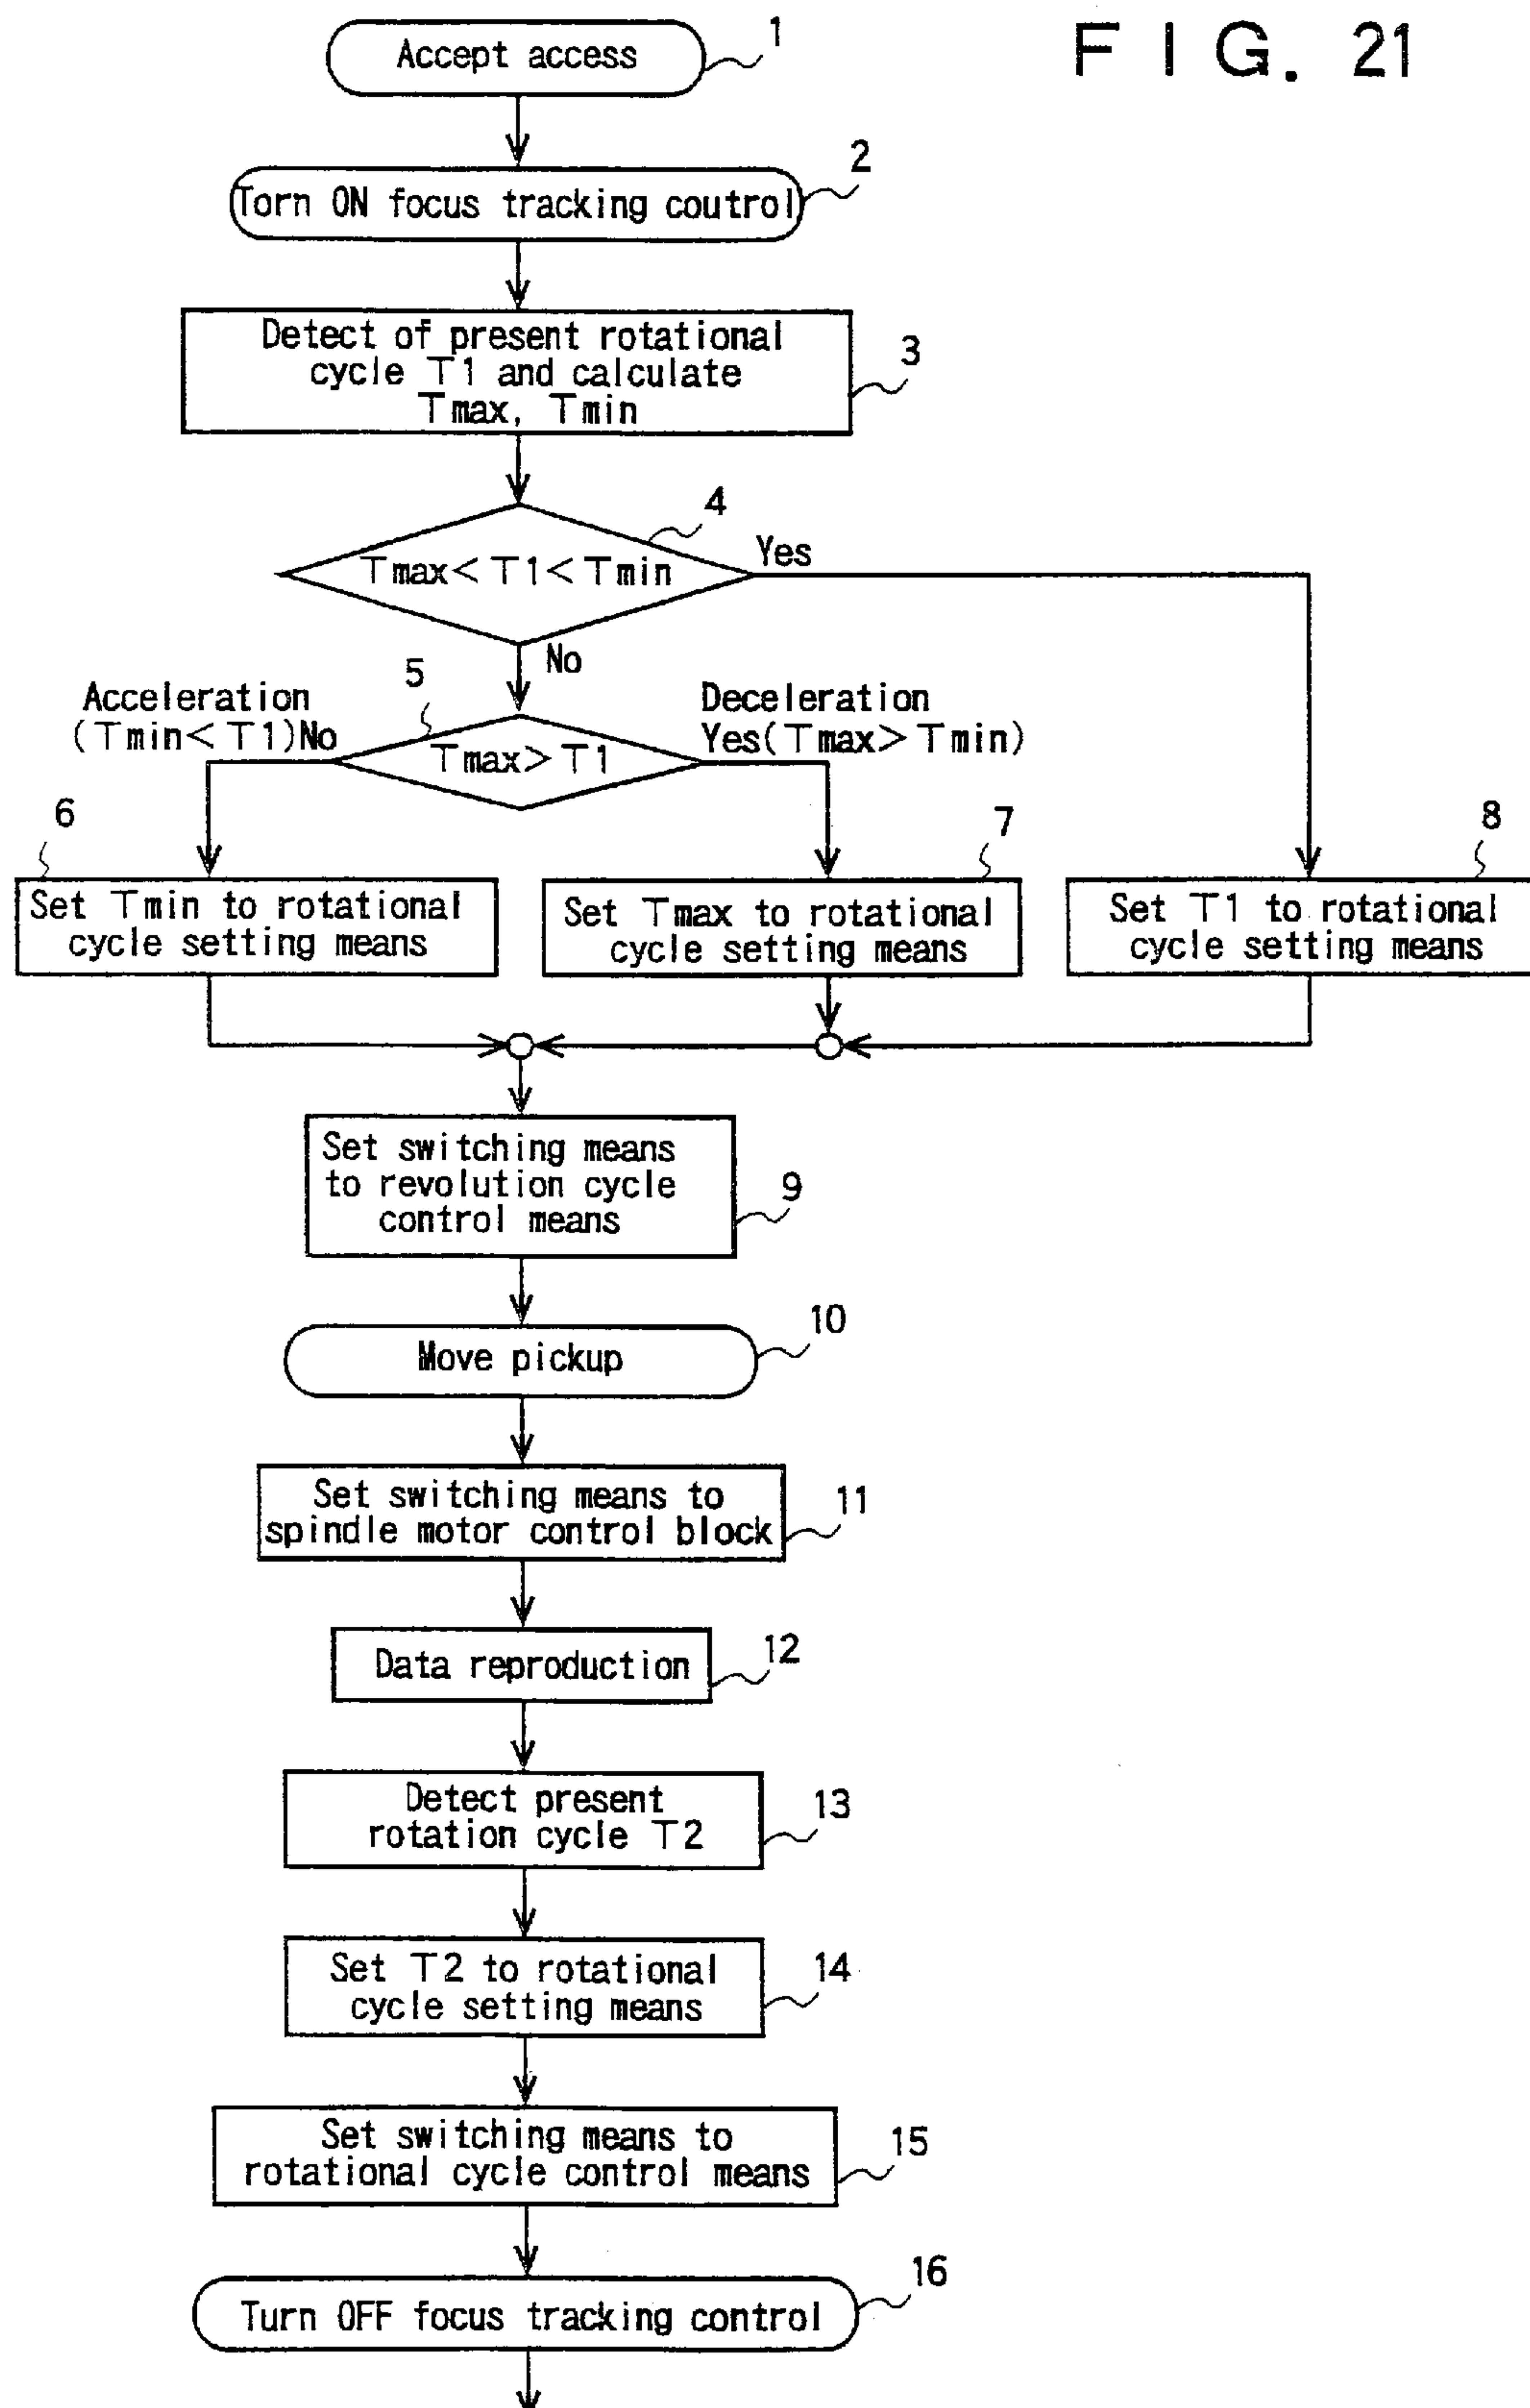 FIG. 21
Accept access
1
Torn ON focus tracking coutrol
2
Detect of present rotational
cycle T1 and calculate
Tmax, Tmin
3
Tmax<T1<Tmin
4
Yes
No
5
Acceleration
(Tmin<T1)No
Tmax>T1
Deceleration
Yes(Tmax>Tmin)
6
Set Tmin to rotational
cycle setting means
7
Set Tmax to rotational
cycle setting means
8
Set T1 to rotational
cycle setting means
Set switching means
to revolution cycle
control means
9
Move pickup
10
Set switching means to
spindle motor control block
11
Data reproduction
12
Detect present
rotation cycle T2
13
Set T2 to rotational
cycle setting means
14
Set switching means to
rotational cycle control means
15
Turn OFF focus tracking control
16